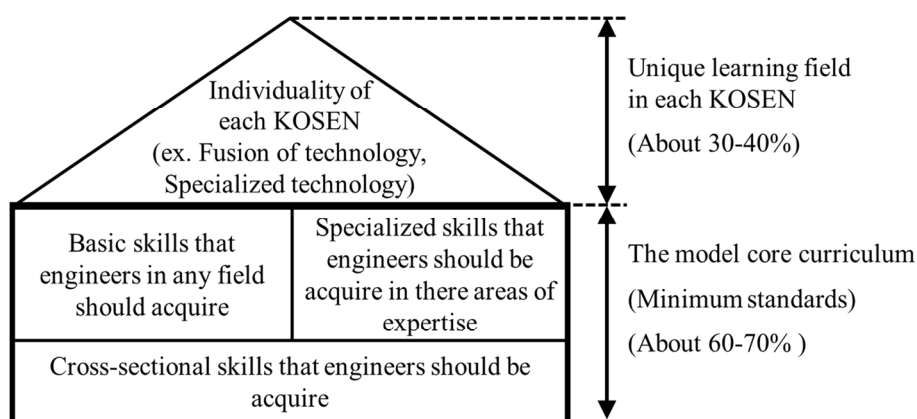 Individuality of
each KOSEN
(ex. Fusion of technology,
Specialized technology)
Unique learning field
in each KOSEN
(About 30-40%)
Basic skills that
engineers in any field
should acquire
Specialized skills that
engineers should be
acquire in there areas of
expertise
Cross-sectional skills that engineers should be
acquire
The model core curriculum
(Minimum standards)
(About 60-70% )